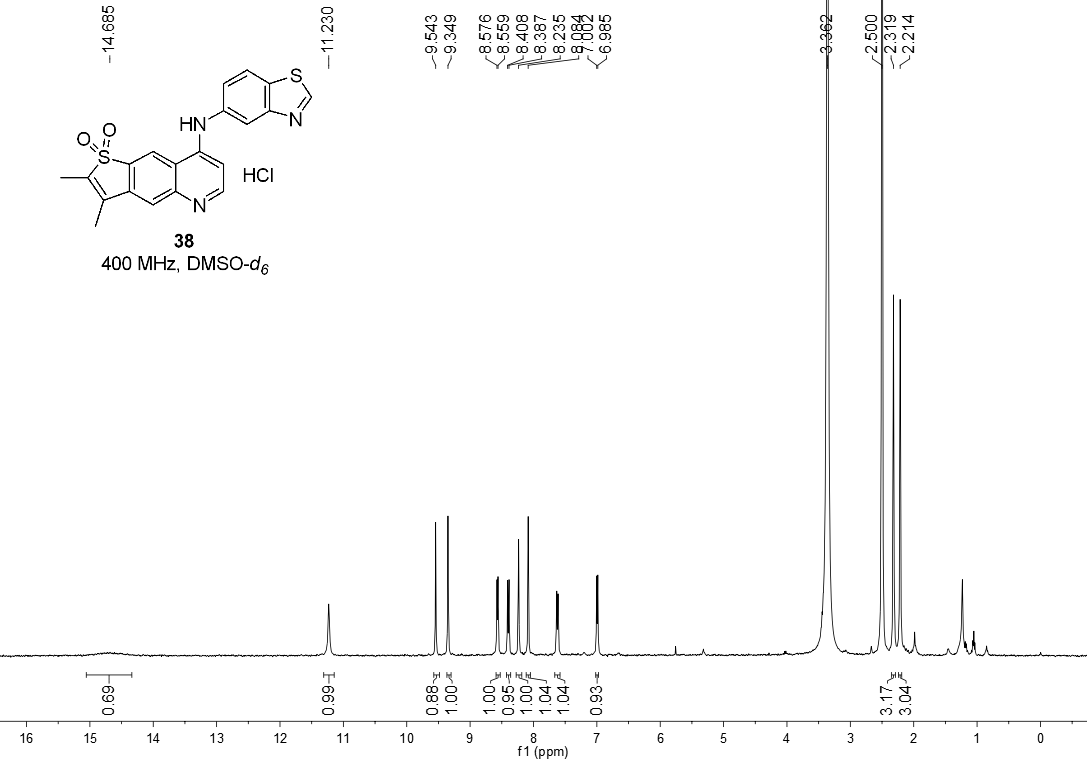 14.685
11.230
9.543
9.349
8.576
8.559
8.408
8.387
8.235
8.084
7.002
6.985
3.362
2.500
2.319
2.214
S
N
HN
O
O
S
HCl
N
38
400 MHz, DMSO-d6
0.69
0.99
0.88
1.00
1.00
0.95
1.00
1.04
1.04
0.93
3.17
3.04
16 15 14 13 12 11 10 9 8 7 6 5 4 3 2 1 0
f1 (ppm)